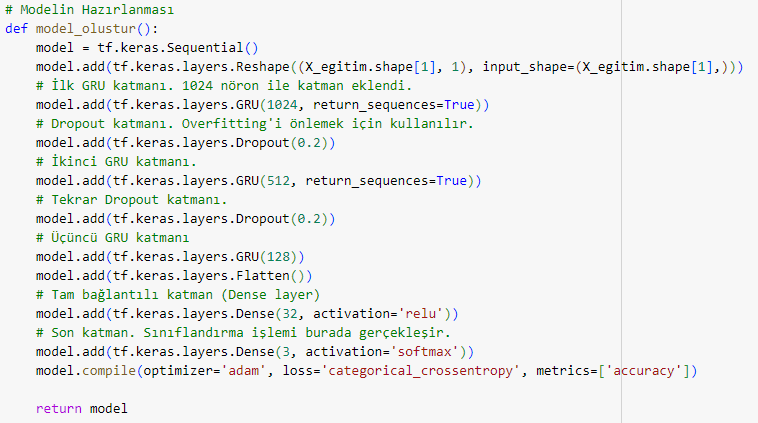 # Modelin Hazırlanması
def model_olustur():
    model = tf.keras.Sequential()
    model.add(tf.keras.layers.Reshape((X_egitim.shape[1], 1), input_shape=(X_egitim.shape[1],)))
    # İlk GRU katmanı. 1024 nöron ile katman eklendi.
    model.add(tf.keras.layers.GRU(1024, return_sequences=True))
    # Dropout katmanı. Overfitting'i önlemek için kullanılır.
    model.add(tf.keras.layers.Dropout(0.2))
    # İkinci GRU katmanı.
    model.add(tf.keras.layers.GRU(512, return_sequences=True))
    # Tekrar Dropout katmanı.
    model.add(tf.keras.layers.Dropout(0.2))
    # Üçüncü GRU katmanı
    model.add(tf.keras.layers.GRU(128))
    model.add(tf.keras.layers.Flatten())
    # Tam bağlantılı katman (Dense layer)
    model.add(tf.keras.layers.Dense(32, activation='relu'))
    # Son katman. Sınıflandırma işlemi burada gerçekleşir.
    model.add(tf.keras.layers.Dense(3, activation='softmax'))
    model.compile(optimizer='adam', loss='categorical_crossentropy', metrics=['accuracy'])
    return model